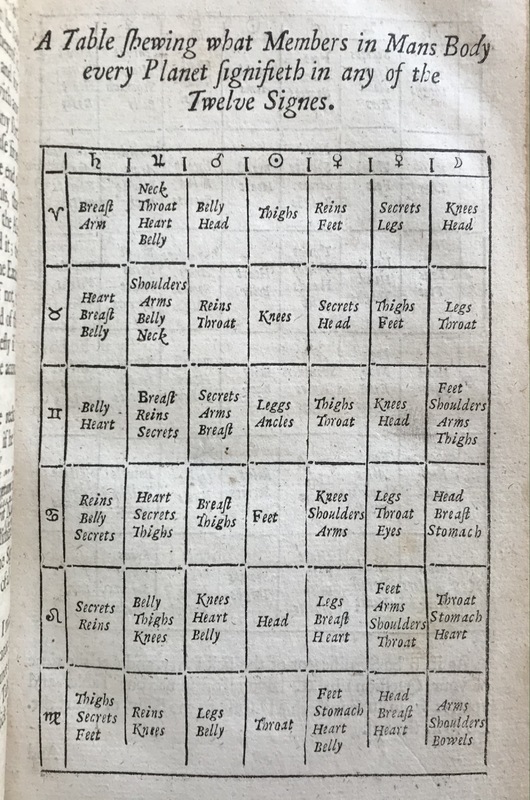 A Table ſhewing what Members in Mans Body
every Planet ſignifieth in any of the
Twelve Signes.
♄ ♃ ♂ ☉ ♀ ♀ ☽
♈
Breaſt
Arm
Neck
Throat
Heart
Belly
Belly
Head
Thighs
Reins
Feet
Secrets
Legs
Knees
Head
♉
Heart
Breaſt
Belly
Shoulders
Arms
Belly
Neck
Reins
Throat
Knees
Secrets
Head
Thighs
Feet
Legs
Throat
♊
Belly
Heart
Breaſt
Reins
Secrets
Secrets
Arms
Breaſt
Leggs
Ancles
Thighs
Throat
Knees
Head
Feet
Shoulders
Arms
Thighs
♋
Reins
Belly
Secrets
Heart
Secrets
Thighs
Breaſt
Thighs
Feet
Knees
Shoulders
Arms
Legs
Throat
Eyes
Head
Breaſt
Stomach
♌
Secrets
Reins
Belly
Thighs
Knees
Knees
Heart
Belly
Head
Legs
Breaſt
Heart
Feet
Arms
Shoulders
Throat
Throat
Stomach
Heart
♍
Thighs
Secrets
Feet
Reins
Knees
Legs
Belly
Throat
Feet
Stomach
Heart
Belly
Head
Breaſt
Heart
Arms
Shoulders
Bowels